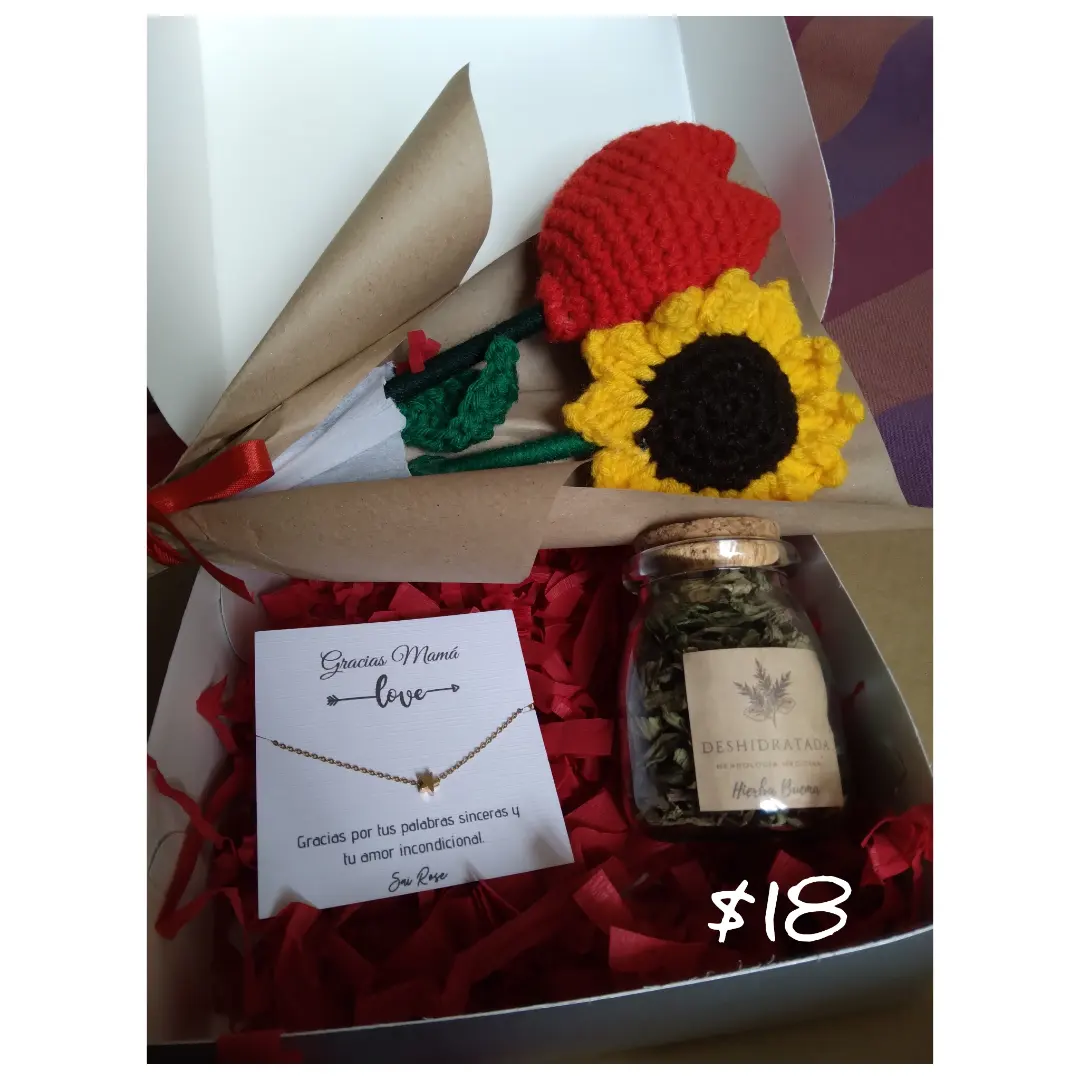 Gracias Mamá
love
Gracias por tus palabras sinceras y
tu amor incondicional.
Sai Rose
DESHIDRATADA
Hierba Buena
$18